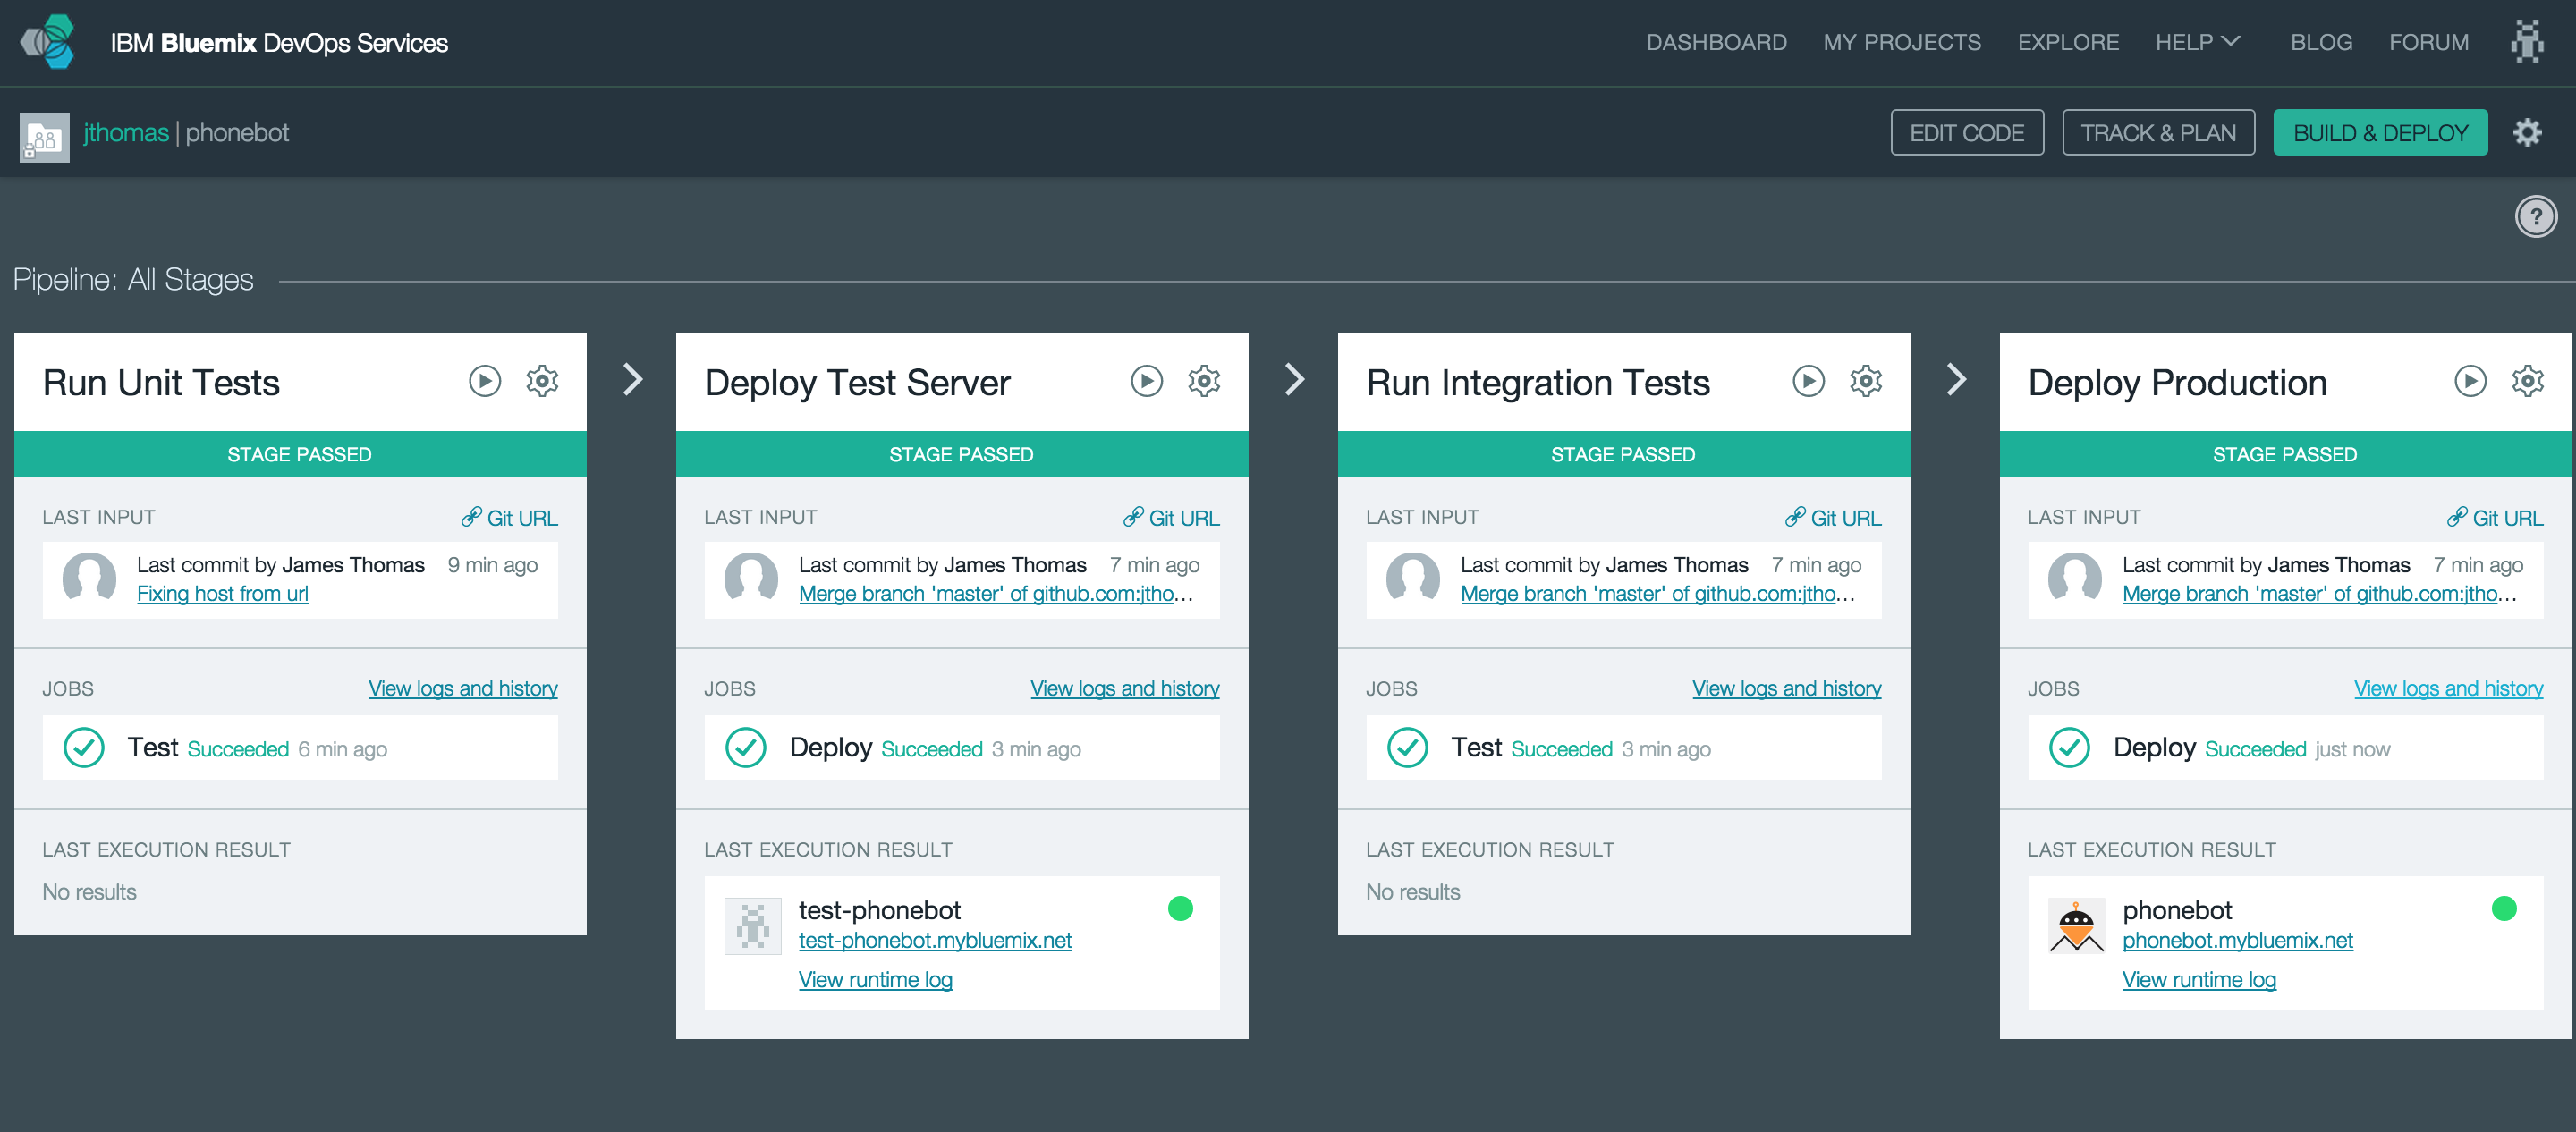 IBM Bluemix DevOps Services
DASHBOARD MY PROJECTS EXPLORE HELP BLOG FORUM
jthomas | phonebot
EDIT CODE TRACK & PLAN BUILD & DEPLOY
?
Pipeline: All Stages
Run Unit Tests
STAGE PASSED
LAST INPUT Git URL
Last commit by James Thomas 9 min ago
Fixing host from url
JOBS View logs and history
Test Succeeded 6 min ago
LAST EXECUTION RESULT
No results
Deploy Test Server
STAGE PASSED
LAST INPUT Git URL
Last commit by James Thomas 7 min ago
Merge branch 'master' of github.com:jtho...
JOBS View logs and history
Deploy Succeeded 3 min ago
LAST EXECUTION RESULT
test-phonebot
test-phonebot.mybluemix.net
View runtime log
Run Integration Tests
STAGE PASSED
LAST INPUT Git URL
Last commit by James Thomas 7 min ago
Merge branch 'master' of github.com:jtho...
JOBS View logs and history
Test Succeeded 3 min ago
LAST EXECUTION RESULT
No results
Deploy Production
STAGE PASSED
LAST INPUT Git URL
Last commit by James Thomas 7 min ago
Merge branch 'master' of github.com:jtho...
JOBS View logs and history
Deploy Succeeded just now
LAST EXECUTION RESULT
phonebot
phonebot.mybluemix.net
View runtime log